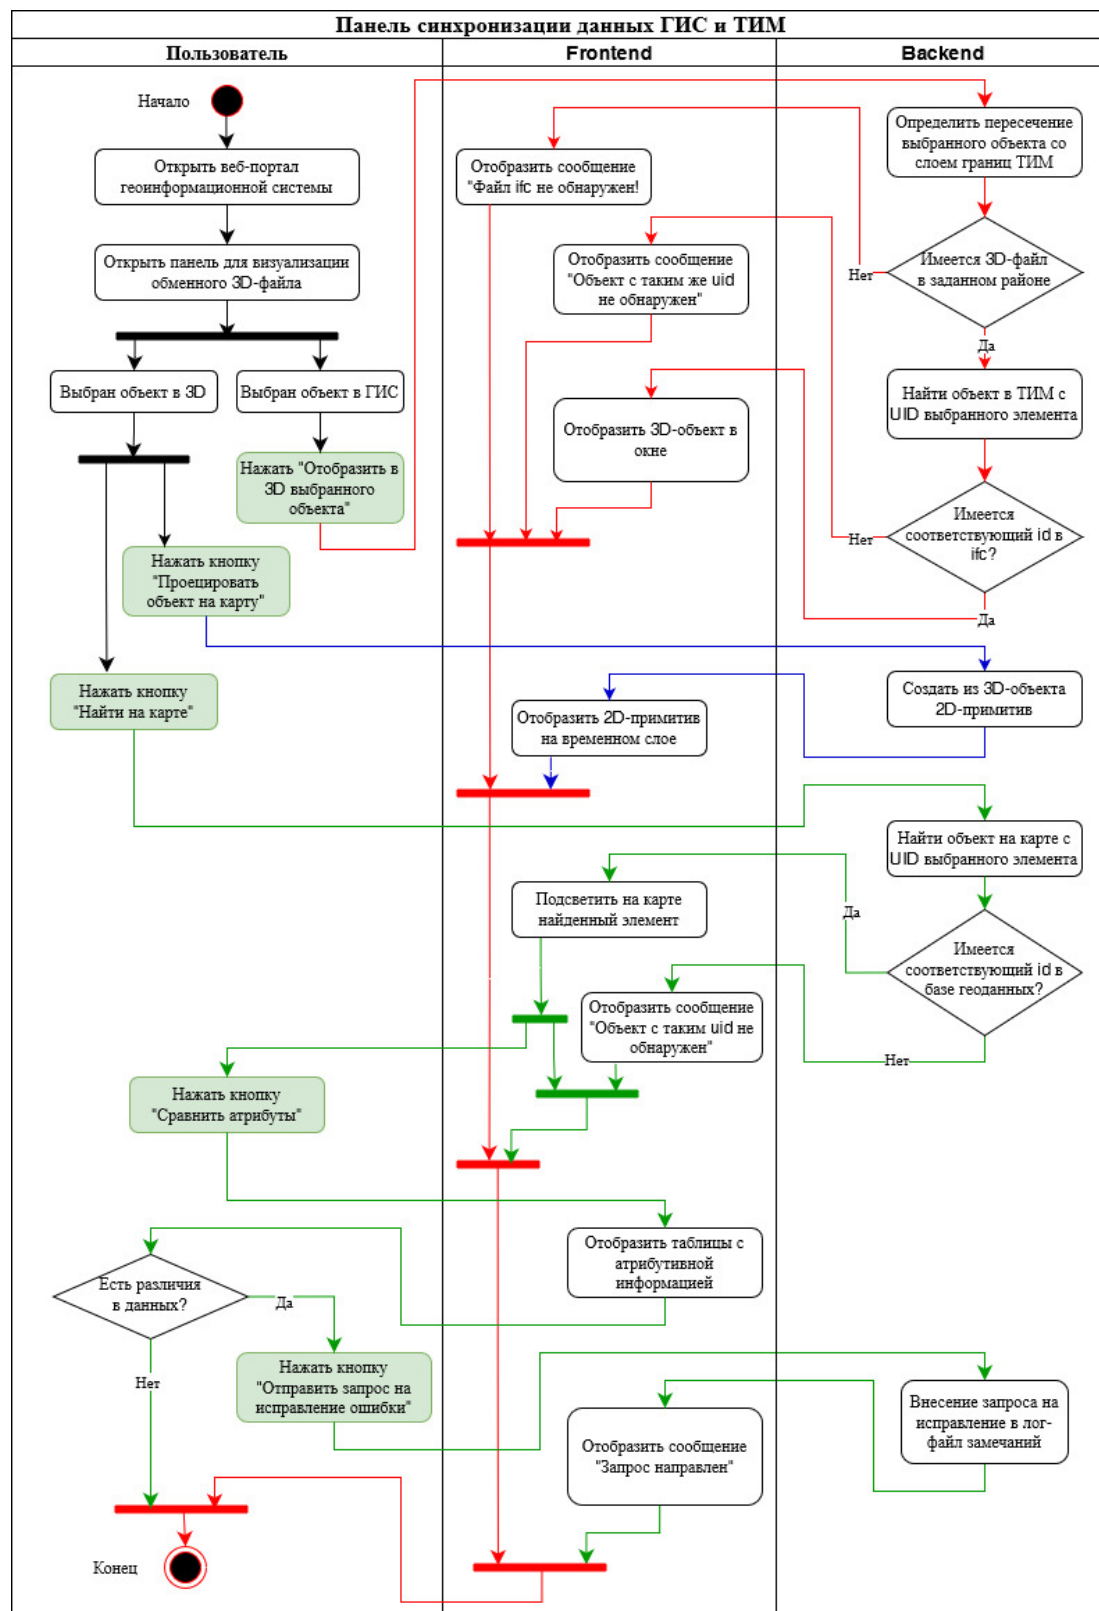 Панель синхронизации данных ГИС и ТИМ
Пользователь
Frontend
Backend
Начало
Открыть веб-портал
геоинформационной системы
Открыть панель для визуализации
обменного 3D-файла
Выбран объект в 3D
Выбран объект в ГИС
Нажать "Отобразить в
3D выбранного
объекта"
Нажать кнопку
"Проецировать
объект на карту"
Нажать кнопку
"Найти на карте"
Отобразить сообщение
"Файл ifc не обнаружен!
Отобразить сообщение
"Объект с таким же uid
не обнаружен"
Отобразить 3D-объект в
окне
Определить пересечение
выбранного объекта со
слоем границ ТИМ
Имеется 3D-файл
в заданном районе
Нет
Да
Найти объект в ТИМ с
UID выбранного элемента
Имеется
соответствующий id в
ifc?
Нет
Да
Создать из 3D-объекта
2D-примитив
Отобразить 2D-примитив
на временном слое
Найти объект на карте с
UID выбранного элемента
Подсветить на карте
найденный элемент
Да
Имеется
соответствующий id в
базе геоданных?
Отобразить сообщение
"Объект с таким uid не
обнаружен"
Нет
Нажать кнопку
"Сравнить атрибуты"
Отобразить таблицы с
атрибутивной
информацией
Есть различия
в данных?
Да
Нет
Нажать кнопку
"Отправить запрос на
исправление ошибки"
Внесение запроса на
исправление в лог-
файл замечаний
Отобразить сообщение
"Запрос направлен"
Конец